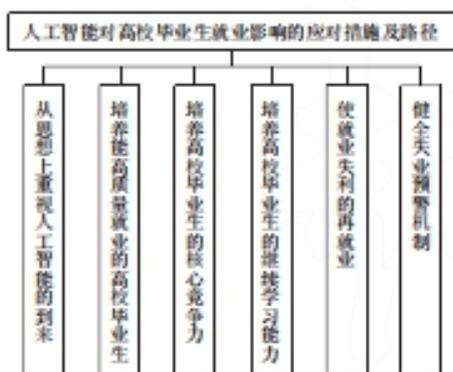 人工智能对高校毕业生就业影响的应对措施及路径
从思想上重视人工智能的到来
培养能高质量就业的高校毕业生
培养高校毕业生的核心竞争力
培养高校毕业生的继续学习能力
使就业失利的再就业
健全失业预警机制